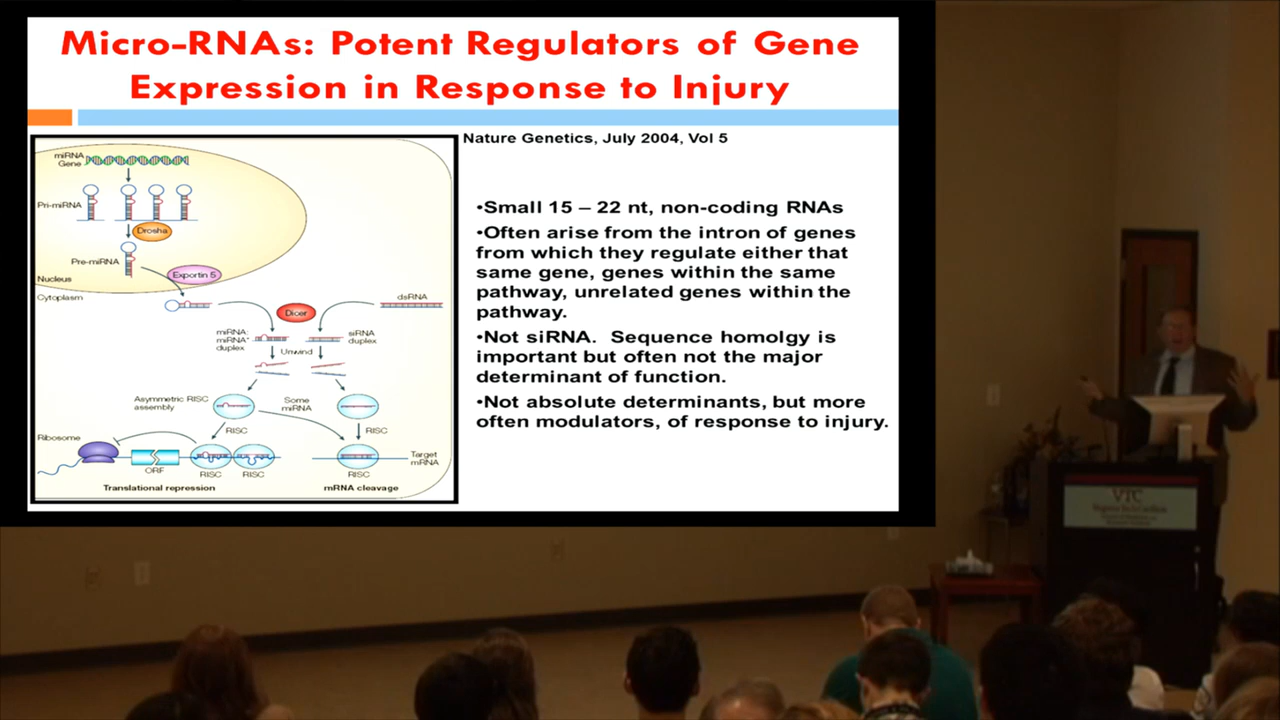 Micro-RNAs: Potent Regulators of Gene
Expression in Response to Injury
Nature Genetics, July 2004, Vol 5
miRNA
Gene
Pri-miRNA
Drosha
Pre-miRNA
Exportin 5
Nucleus
Cytoplasm
dsRNA
Dicer
miRNA:
miRNA*
duplex
siRNA
duplex
Unwind
Asymmetric RISC
assembly
Some
miRNA
RISC
RISC
Ribosome
ORF
RISC
RISC
RISC
Target
mRNA
Translational repression
mRNA cleavage
•Small 15 – 22 nt, non-coding RNAs
•Often arise from the intron of genes
from which they regulate either that
same gene, genes within the same
pathway, unrelated genes within the
pathway.
•Not siRNA. Sequence homolgy is
important but often not the major
determinant of function.
•Not absolute determinants, but more
often modulators, of response to injury.
VTC